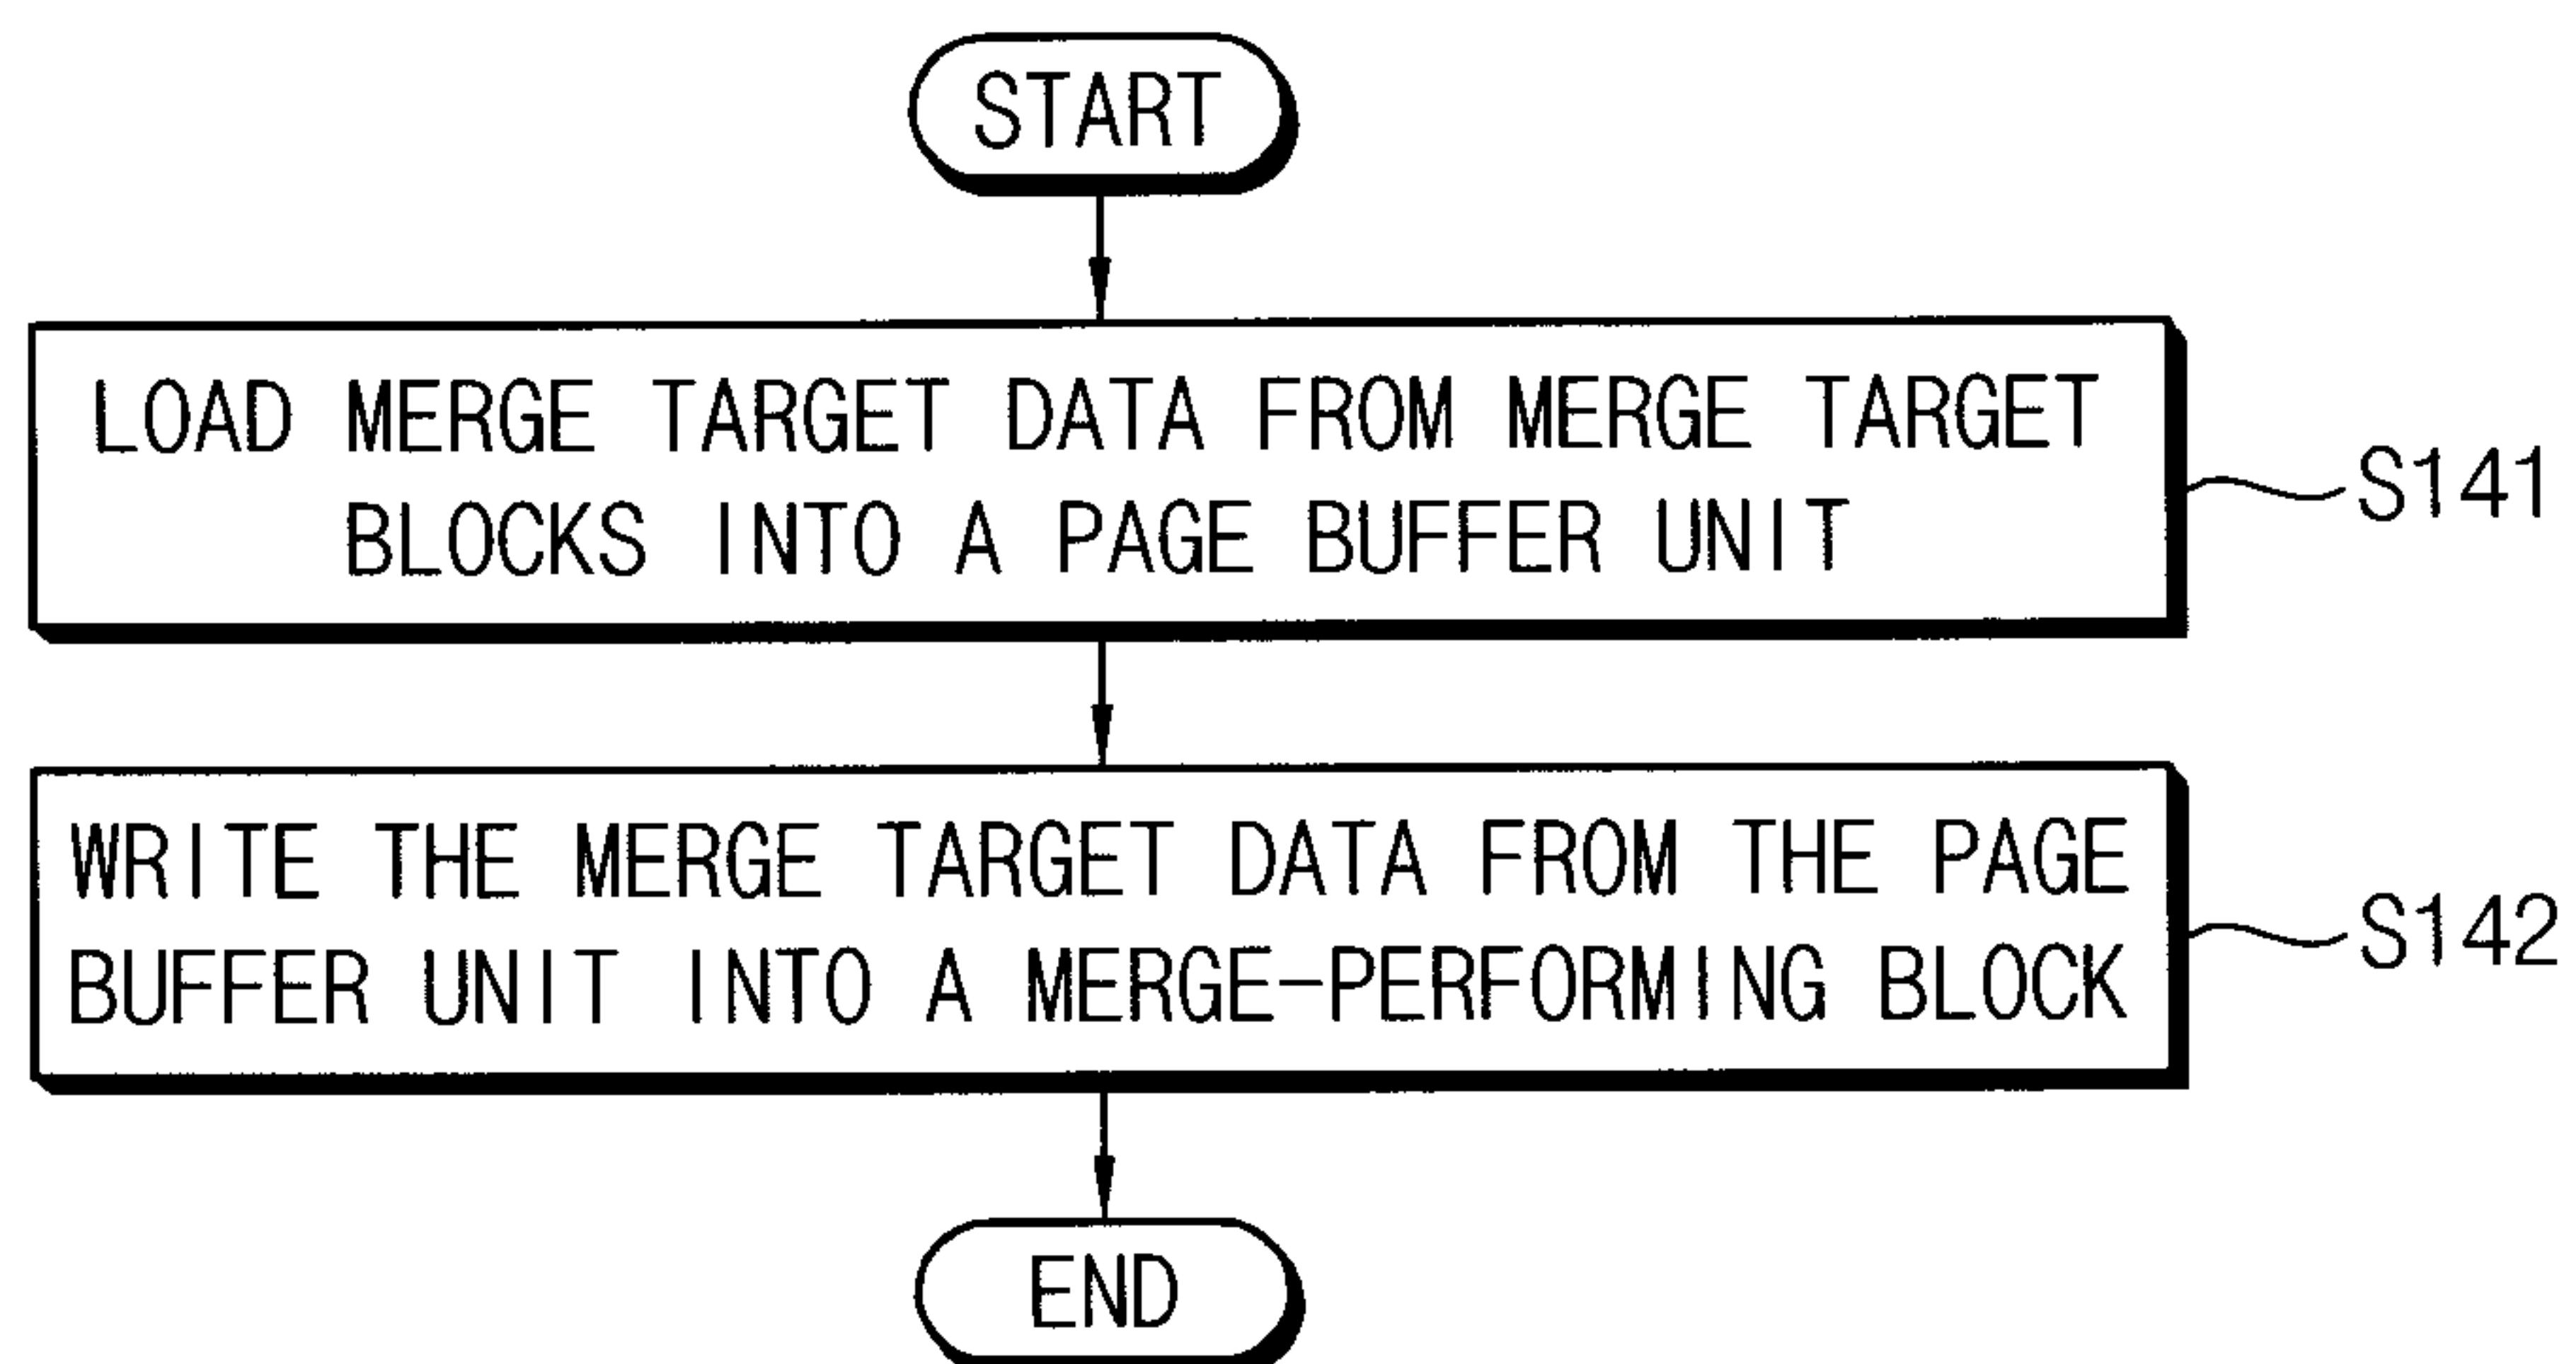 START
LOAD MERGE TARGET DATA FROM MERGE TARGET
BLOCKS INTO A PAGE BUFFER UNIT
S141
WRITE THE MERGE TARGET DATA FROM THE PAGE
BUFFER UNIT INTO A MERGE-PERFORMING BLOCK
S142
END